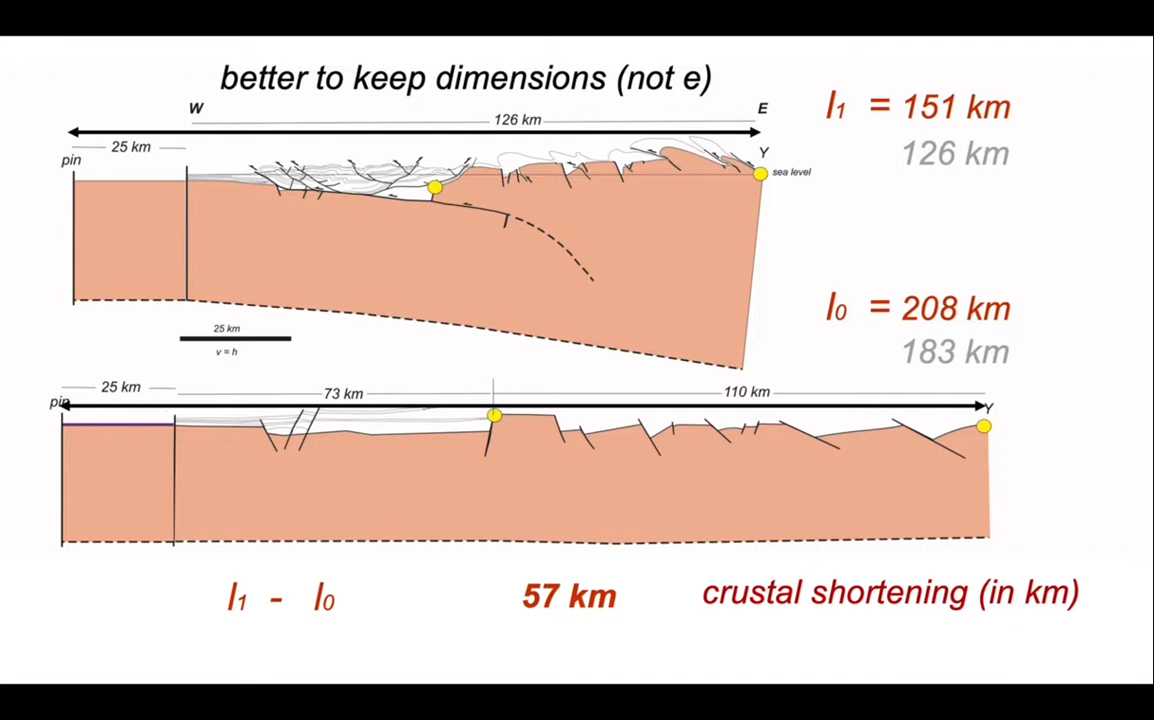 better to keep dimensions (not e)
W
E
126 km
25 km
pin
Y
sea level
l1 = 151 km
126 km
l0 = 208 km
183 km
25 km
v = h
25 km
73 km
110 km
pin
Y
l1 - l0
57 km
crustal shortening (in km)